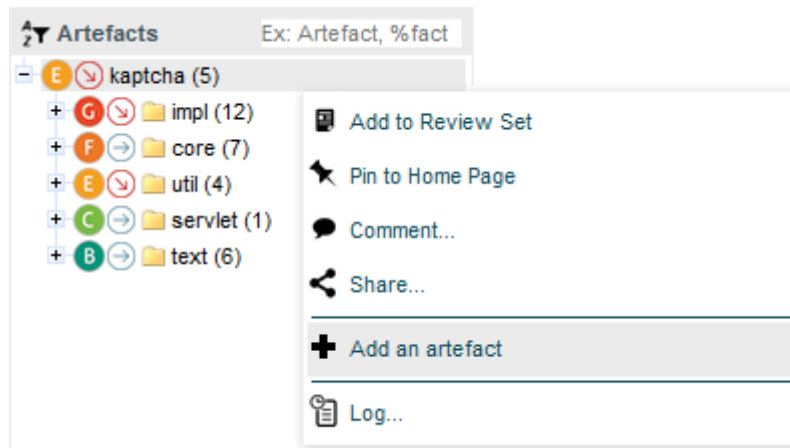 Artefacts Ex: Artefact, %fact
E kaptcha (5)
G impl (12)
F core (7)
E util (4)
C servlet (1)
B text (6)
Add to Review Set
Pin to Home Page
Comment...
Share...
Add an artefact
Log...